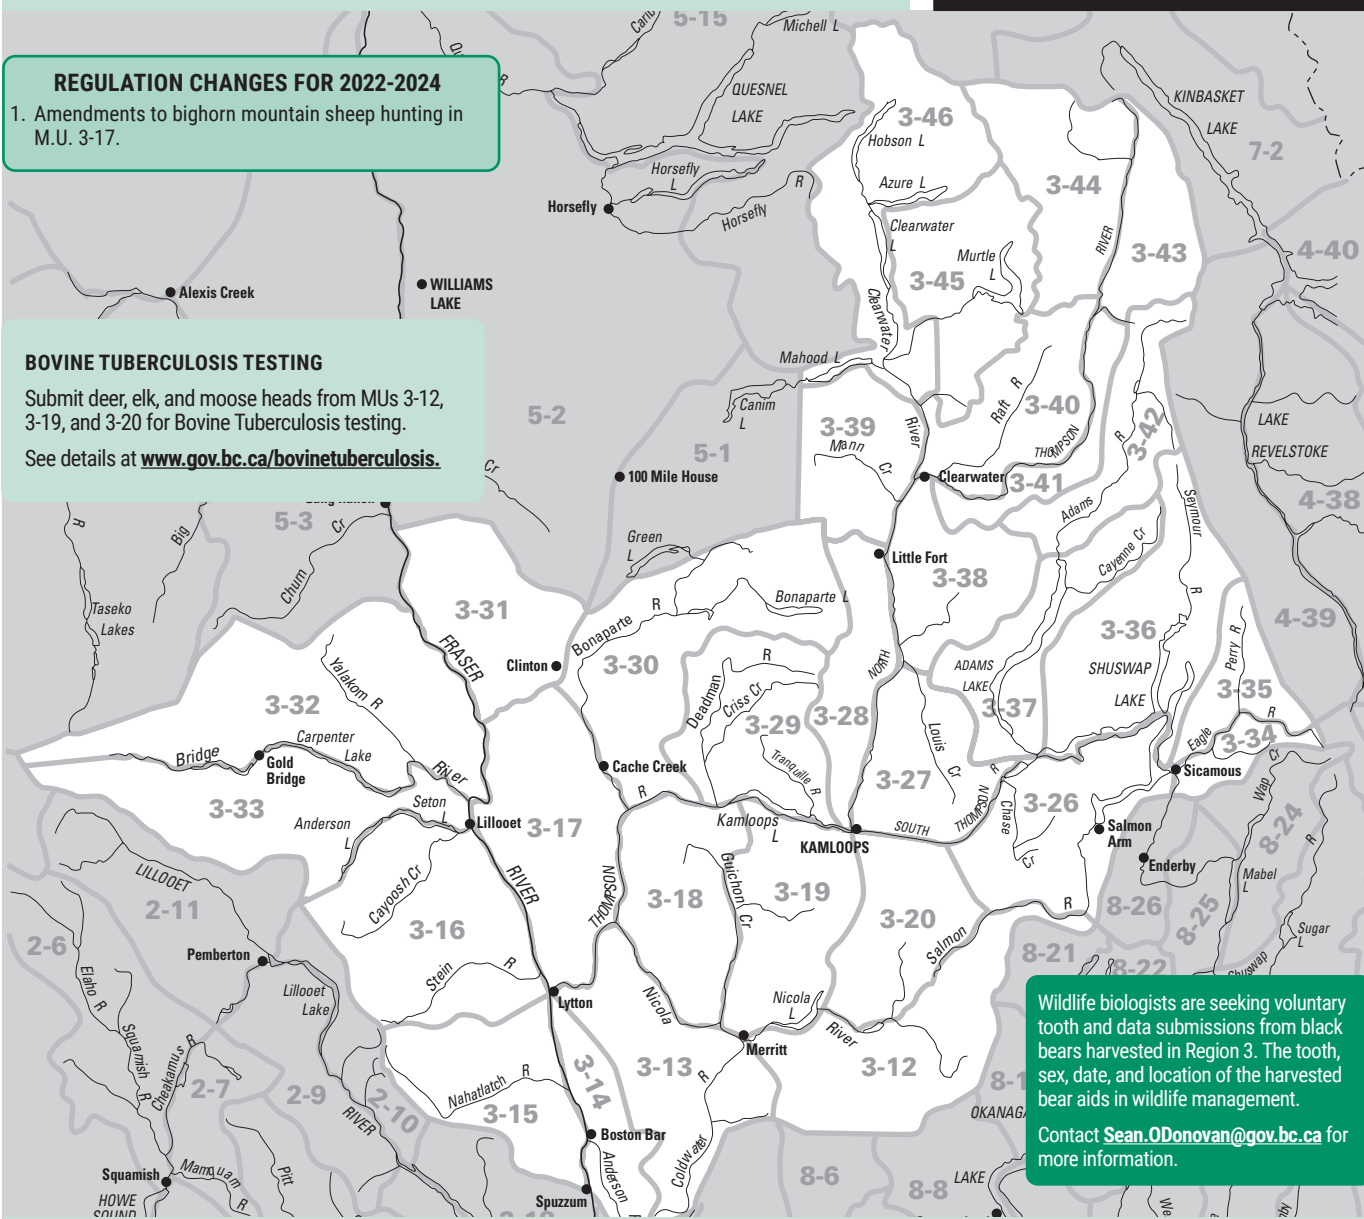 REGULATION CHANGES FOR 2022-2024
1. Amendments to bighorn mountain sheep hunting in
M.U. 3-17.
BOVINE TUBERCULOSIS TESTING
Submit deer, elk, and moose heads from MUs 3-12,
3-19, and 3-20 for Bovine Tuberculosis testing.
See details at www.gov.bc.ca/bovinetuberculosis.
5-15
Michell L
QUESNEL
LAKE
R
Horsefly
L
R
Horsefly
Horsefly
Alexis Creek
WILLIAMS
LAKE
3-46
Hobson L
Azure L
Clearwater
L
Murtle
L
3-45
Clearwater
3-44
RIVER
3-43
KINBASKET
LAKE
7-2
4-40
Mahood L
Canim
L
5-2
5-1
Cr
100 Mile House
3-39
Mann
Cr
River
Raft R
3-40
THOMPSON
Clearwater
3-41
3-42
Adams
R
Seymour
R
Cayenne Cr
LAKE
REVELSTOKE
4-38
4-39
R
Big
5-3
Churn
Cr
Taseko
Lakes
Green
L
Little Fort
3-38
3-31
FRASER
Clinton
Bonaparte
R
Bonaparte L
3-30
R
Deadman
Criss Cr
3-29
Tranquille R
3-28
NORTH
ADAMS
LAKE
3-37
3-36
SHUSWAP
LAKE
Perry R
3-35
R
Eagle
3-34
Cr
Wap
Sicamous
3-32
Yalakom R
Bridge
Carpenter
Lake
Gold
Bridge
River
3-33
Anderson
L
Seton
L
Lillooet
3-17
Cache Creek
R
Kamloops
L
KAMLOOPS
3-27
Louis
Cr
SOUTH
THOMPSON
R
3-26
Chase
Cr
Salmon
Arm
Enderby
8-24
Mabel
L
R
8-25
8-26
Sugar
L
Shuswap
LILLOOET
2-11
Cayoosh Cr
RIVER
THOMPSON
3-18
Guichon Cr
3-19
3-20
R
Salmon
8-21
8-22
2-6
Pemberton
3-16
Stein
R
Lytton
Nicola
Nicola
L
River
Merritt
3-12
Elaho R
Lillooet
Lake
Squamish R
Cheakamus R
2-7
2-9
RIVER
2-10
Nahatlatch R
3-15
3-14
3-13
R
Coldwater
Boston Bar
Anderson
Spuzzum
Squamish
Mamquam
R
Pitt
HOWE
8-6
8-8
LAKE
Wildlife biologists are seeking voluntary
tooth and data submissions from black
bears harvested in Region 3. The tooth,
sex, date, and location of the harvested
bear aids in wildlife management.
Contact Sean.ODonovan@gov.bc.ca for
more information.